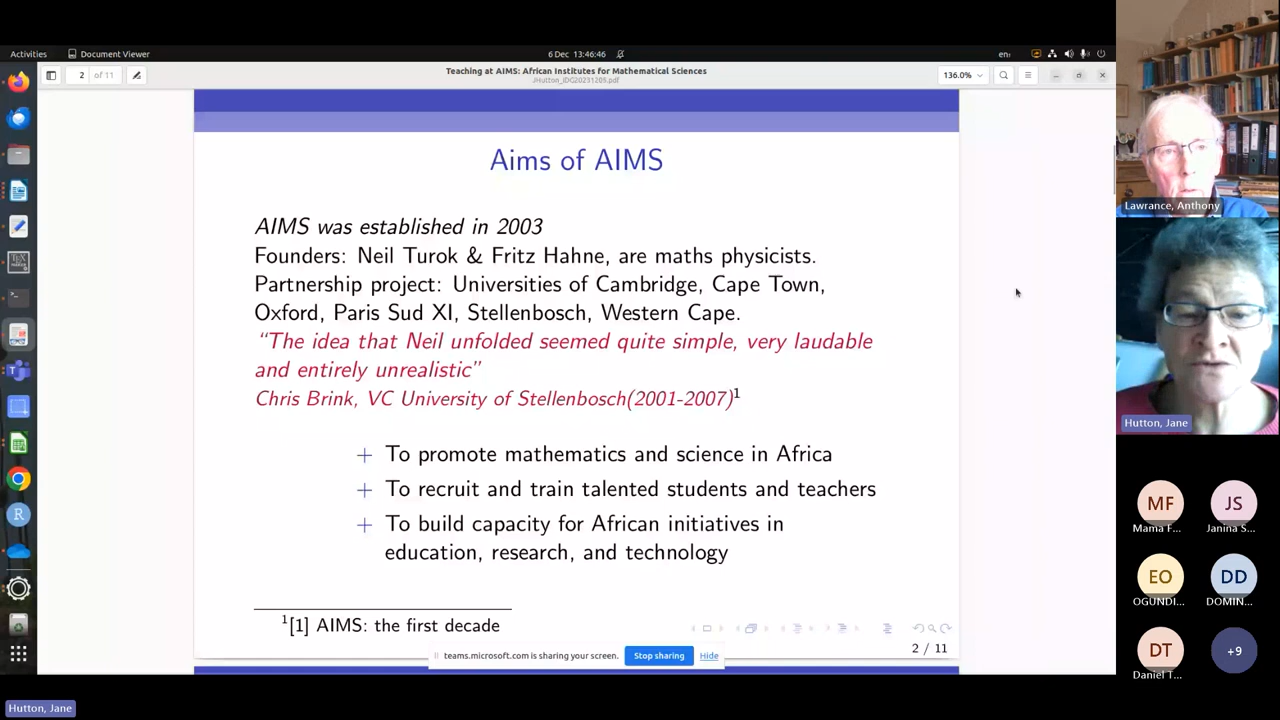 Activities
Document Viewer
6 Dec 13:46:46
en
2 of 11
Teaching at AIMS: African Institutes for Mathematical Sciences
JHutton_IDG20231205.pdf
136.0%
Aims of AIMS
AIMS was established in 2003
Founders: Neil Turok & Fritz Hahne, are maths physicists.
Partnership project: Universities of Cambridge, Cape Town,
Oxford, Paris Sud XI, Stellenbosch, Western Cape.
“The idea that Neil unfolded seemed quite simple, very laudable
and entirely unrealistic”
Chris Brink, VC University of Stellenbosch(2001-2007)1
+ To promote mathematics and science in Africa
+ To recruit and train talented students and teachers
+ To build capacity for African initiatives in
education, research, and technology
1[1] AIMS: the first decade
2 / 11
teams.microsoft.com is sharing your screen.
Stop sharing
Hide
Lawrance, Anthony
Hutton, Jane
MF
Mama F...
JS
Janina S...
EO
OGUNDI...
DD
DOMIN...
DT
Daniel T...
+9
Hutton, Jane